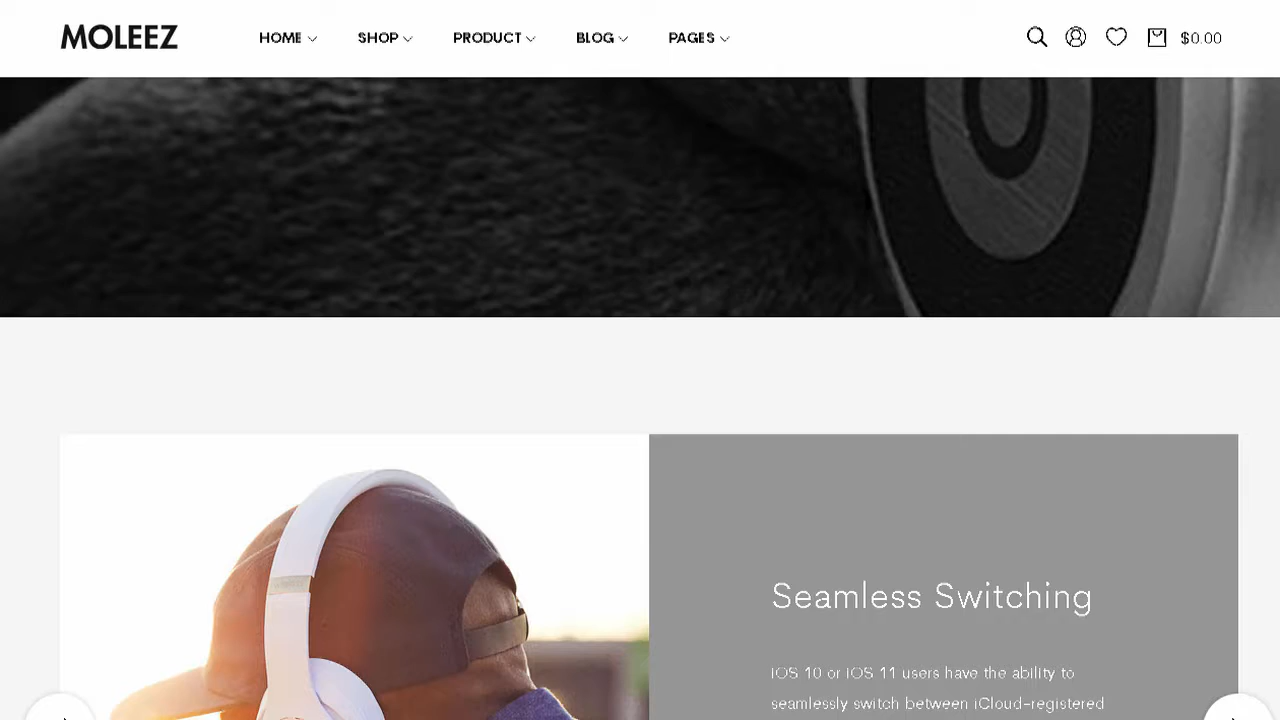 MOLEEZ HOME SHOP PRODUCT BLOG PAGES $0.00
Seamless Switching
iOS 10 or iOS 11 users have the ability to
seamlessly switch between iCloud-registered